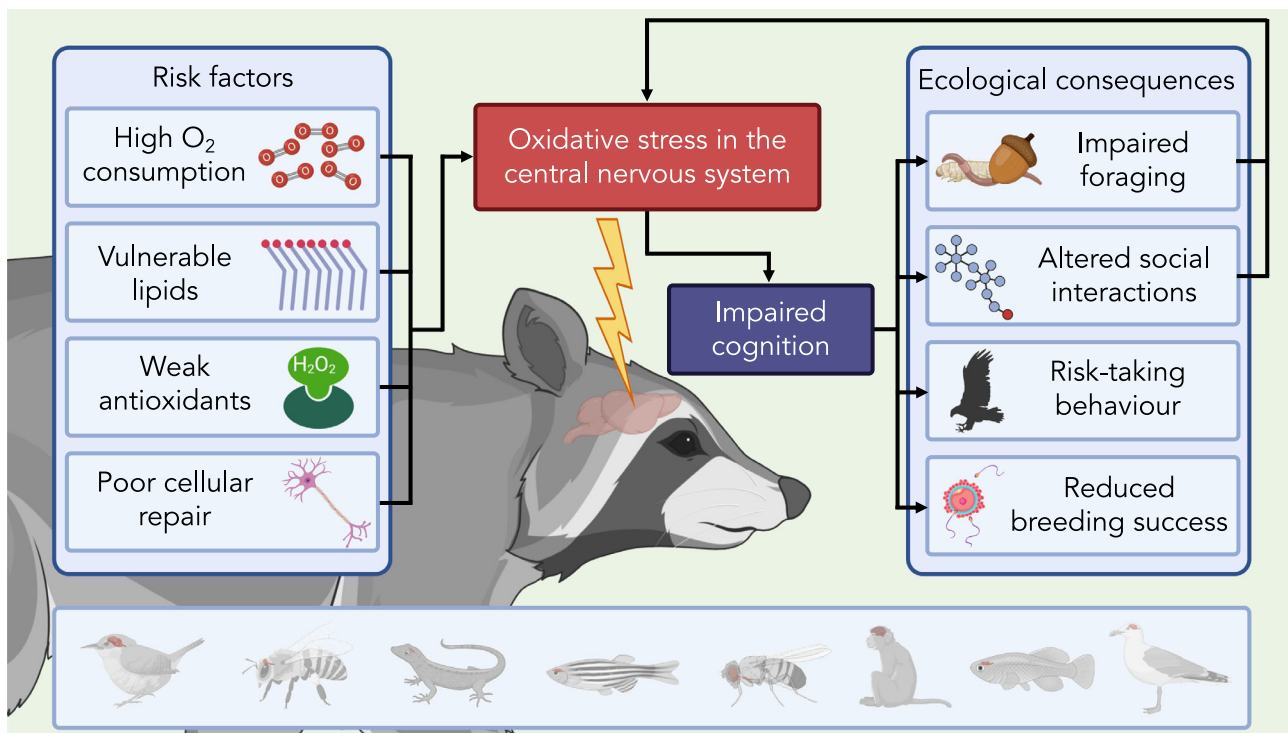 Risk factors
High O₂
consumption
O O
O O
O O
O O
O O
O O
Vulnerable
lipids
Weak
antioxidants
H₂O₂
Poor cellular
repair
Oxidative stress in the
central nervous system
Impaired
cognition
Ecological consequences
Impaired
foraging
Altered social
interactions
Risk-taking
behaviour
Reduced
breeding success